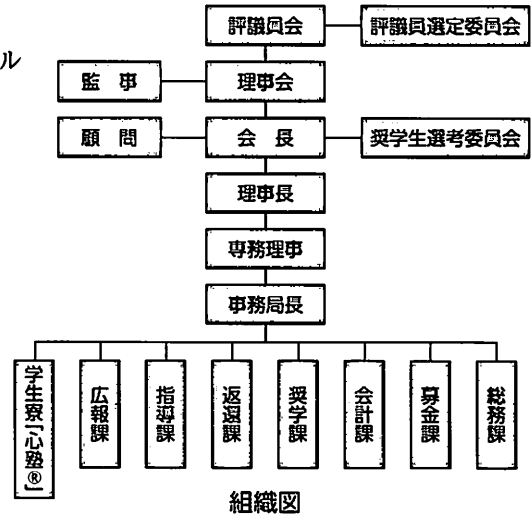 評議員会
評議員選定委員会
ル
監 事
理事会
顧 問
会 長
奨学生選考委員会
理事長
専務理事
事務局長
学生寮「心塾®」
広報課
指導課
返還課
奨学課
会計課
募金課
総務課
組織図